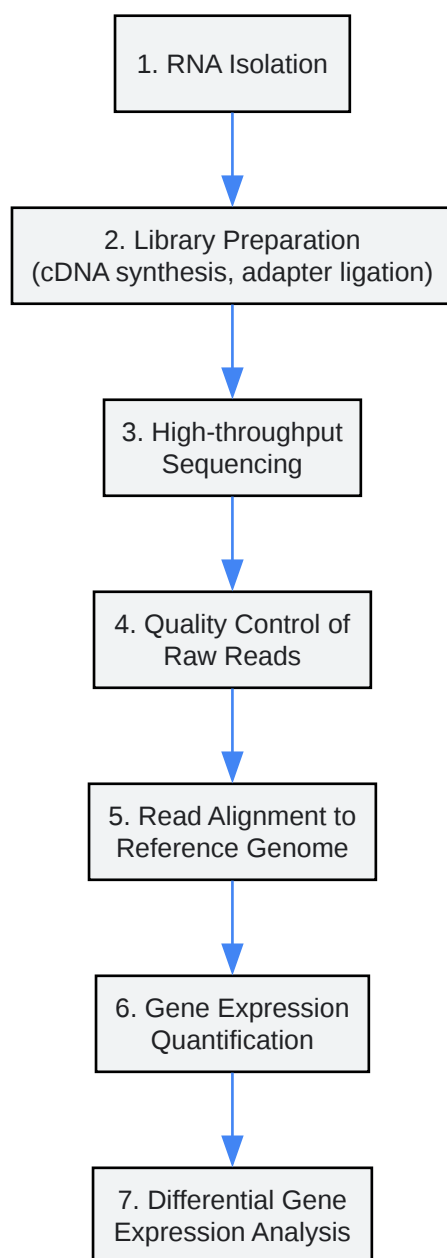 1. RNA Isolation
2. Library Preparation
(cDNA synthesis, adapter ligation)
3. High-throughput
Sequencing
4. Quality Control of
Raw Reads
5. Read Alignment to
Reference Genome
6. Gene Expression
Quantification
7. Differential Gene
Expression Analysis